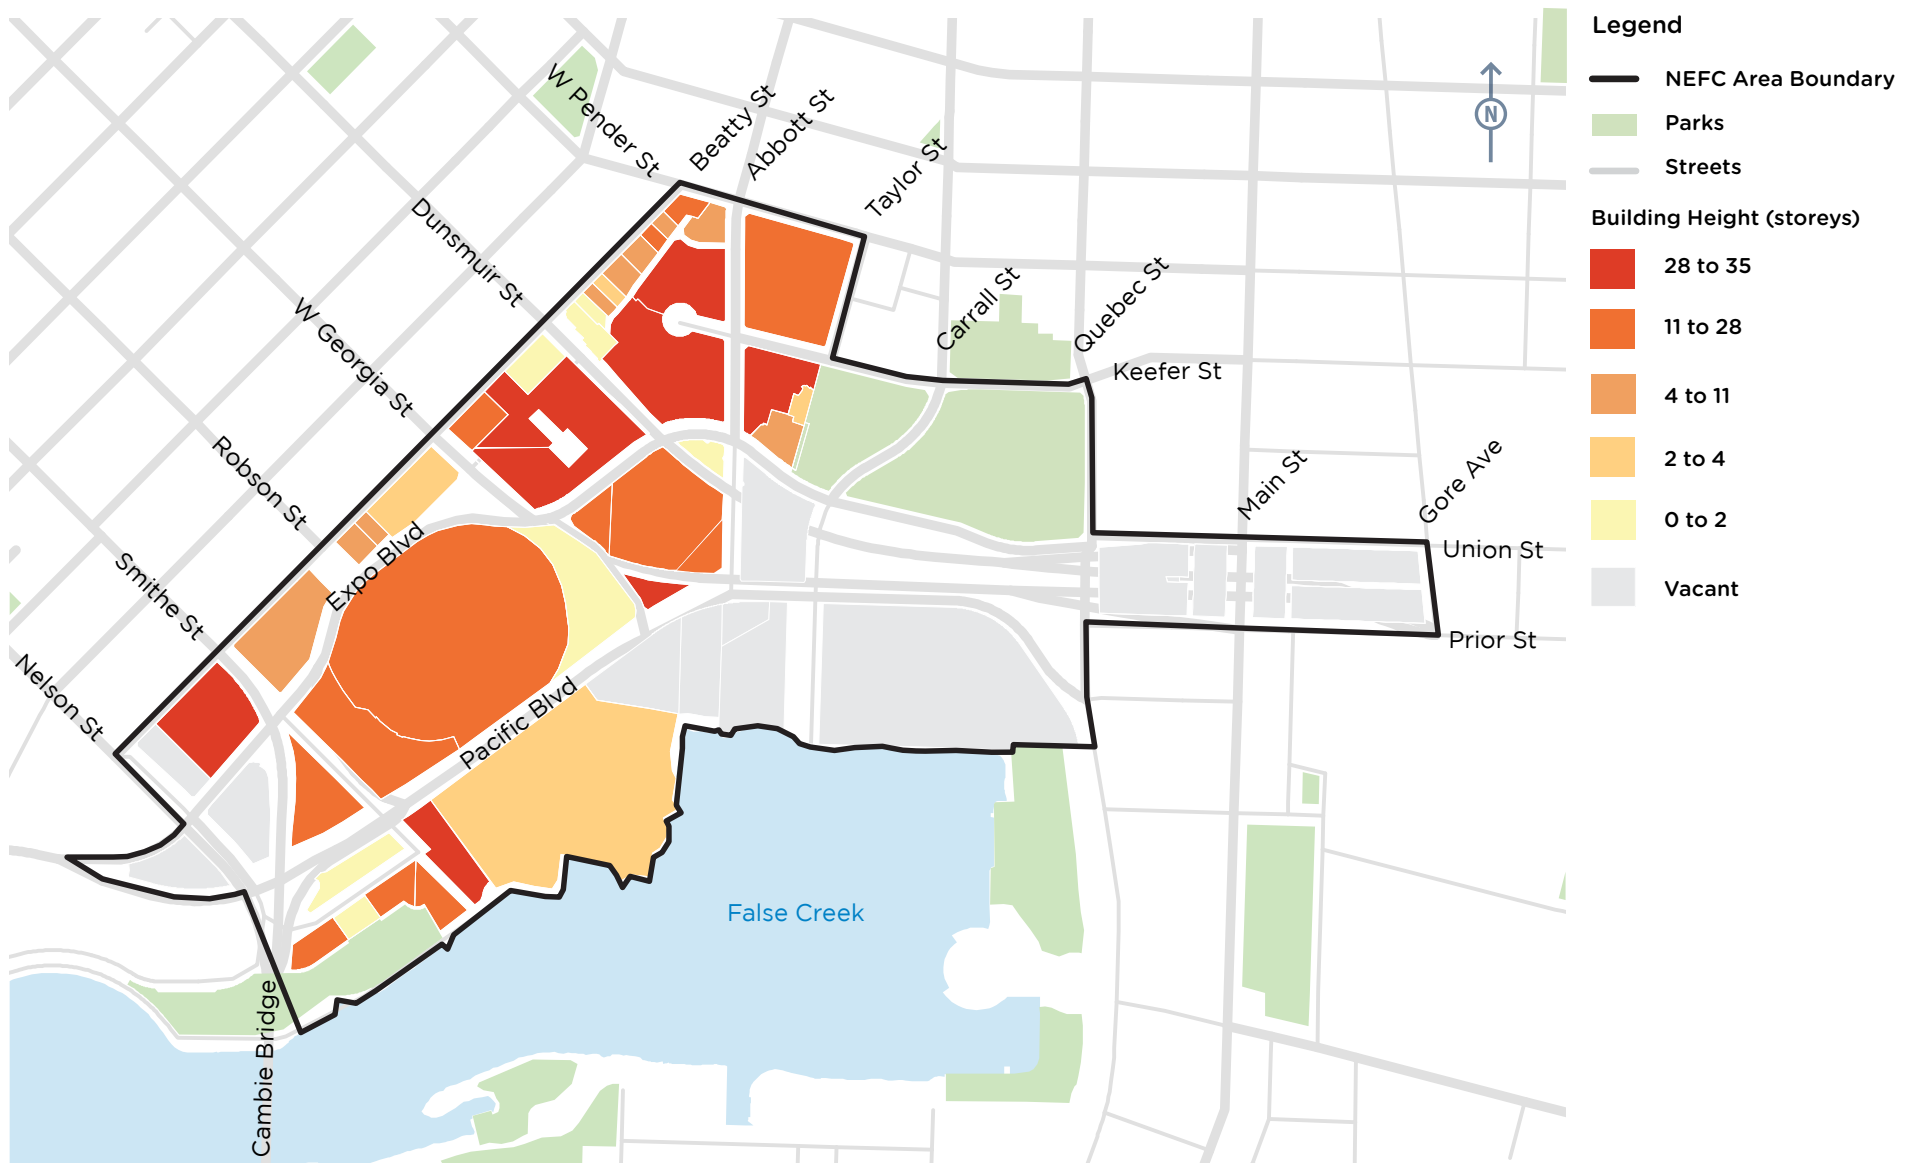 W Pender St
Beatty St
Abbott St
Taylor St
Dunsmuir St
W Georgia St
Carrall St
Quebec St
Keefer St
Robson St
Expo Blvd
Main St
Gore Ave
Union St
Smithe St
Prior St
Nelson St
Pacific Blvd
False Creek
Cambie Bridge
N
Legend
NEFC Area Boundary
Parks
Streets
Building Height (storeys)
28 to 35
11 to 28
4 to 11
2 to 4
0 to 2
Vacant